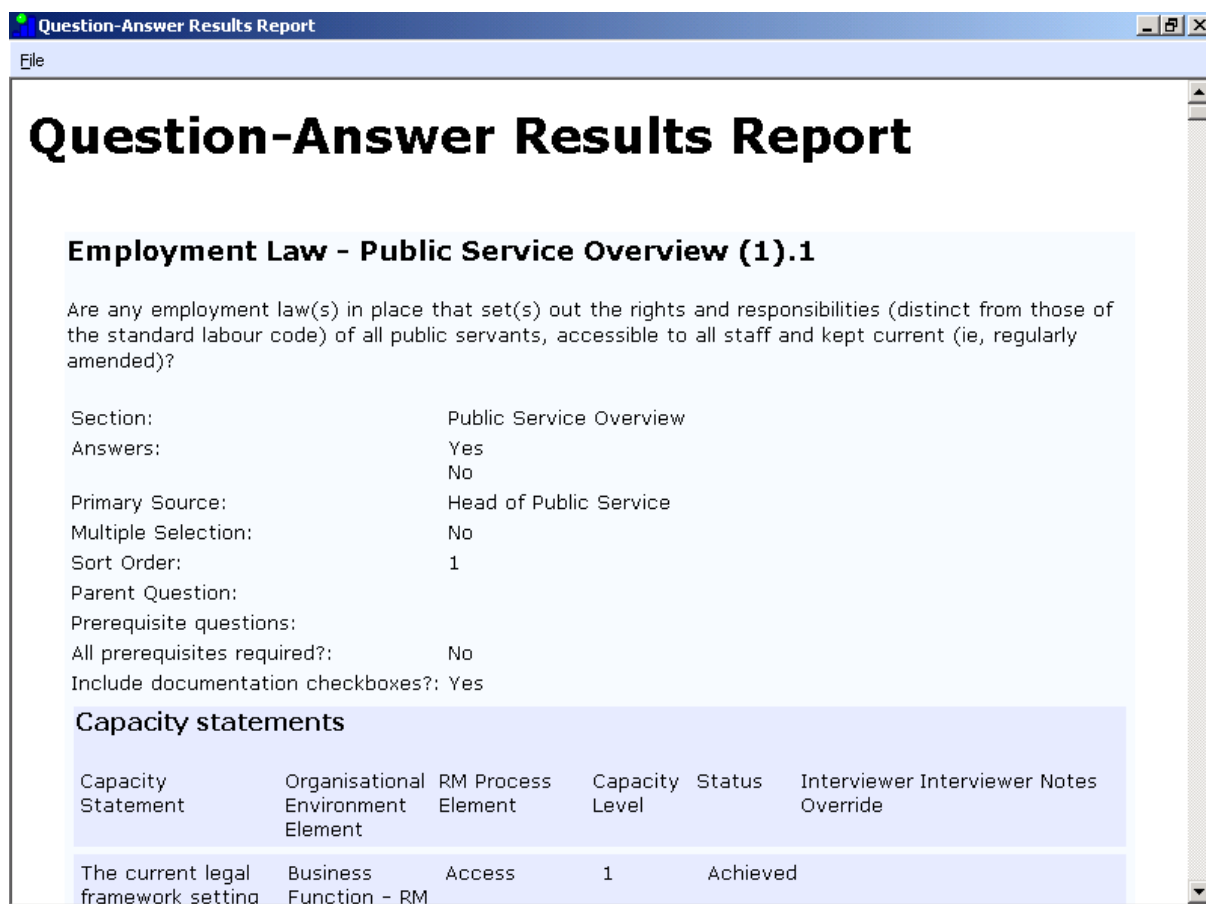 Question-Answer Results Report
File
Question-Answer Results Report
Employment Law - Public Service Overview (1).1
Are any employment law(s) in place that set(s) out the rights and responsibilities (distinct from those of
the standard labour code) of all public servants, accessible to all staff and kept current (ie, regularly
amended)?
Section: Public Service Overview
Answers: Yes
No
Primary Source: Head of Public Service
Multiple Selection: No
Sort Order: 1
Parent Question:
Prerequisite questions:
All prerequisites required?: No
Include documentation checkboxes?: Yes
Capacity statements
Capacity Organisational RM Process Capacity Status Interviewer Interviewer Notes
Statement Environment Element Level Override
Element
The current legal Business Access 1 Achieved
framework setting Function - RM